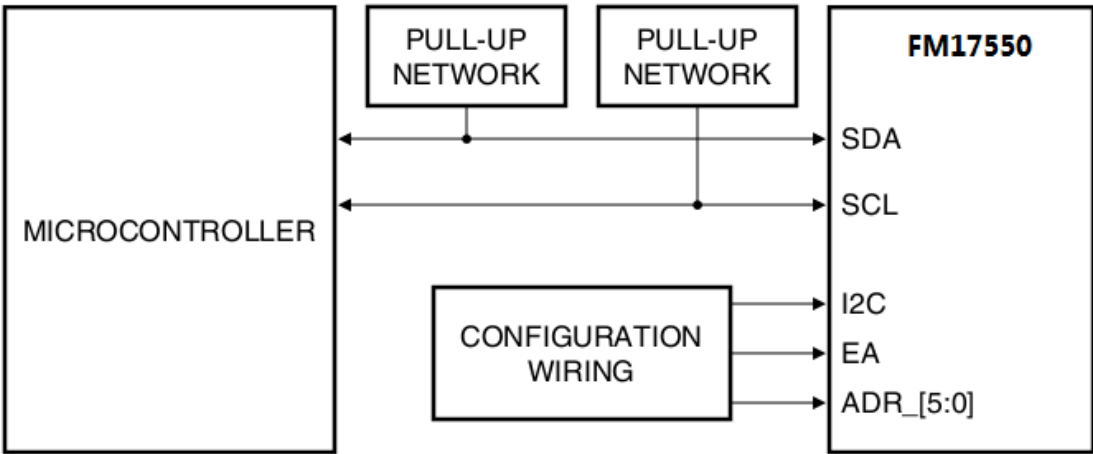 MICROCONTROLLER
PULL-UP
NETWORK
PULL-UP
NETWORK
CONFIGURATION
WIRING
FM17550
SDA
SCL
I2C
EA
ADR_[5:0]